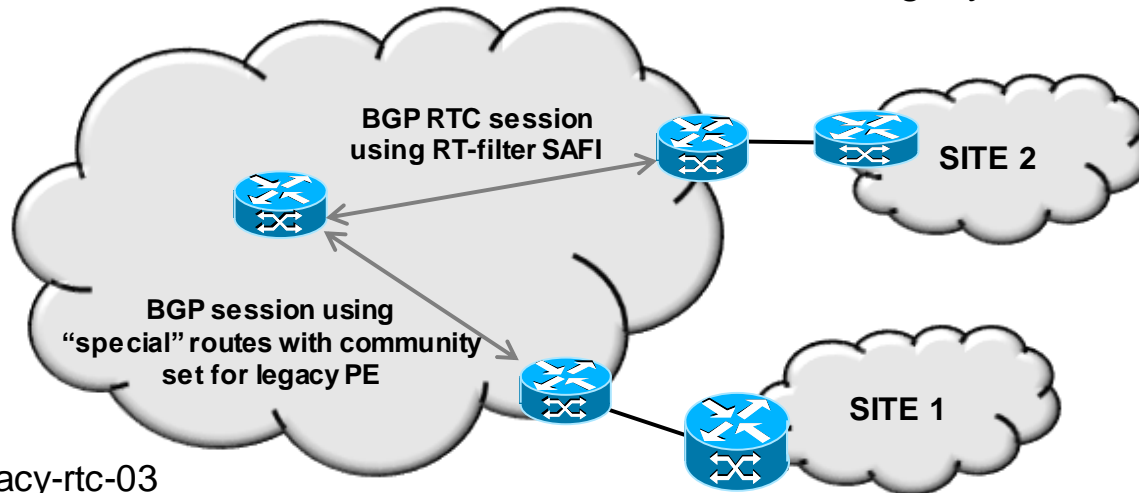 BGP RTC session
using RT-filter SAFI
SITE 2
BGP session using
“special” routes with community
set for legacy PE
SITE 1
acy-rtc-03